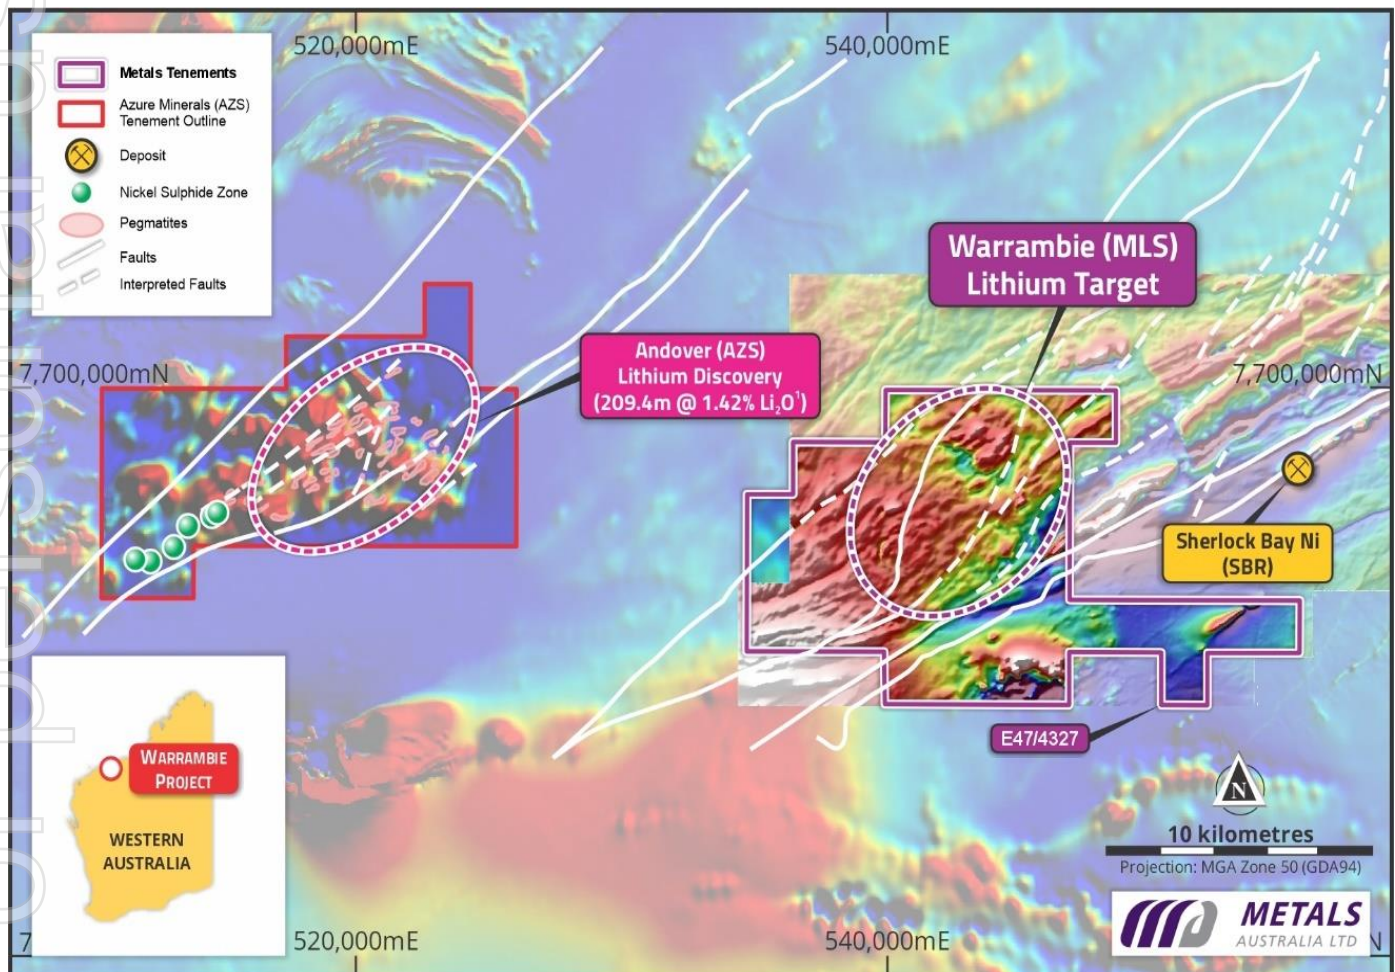 520,000mE
540,000mE
Metals Tenements
Azure Minerals (AZS)
Tenement Outline
Deposit
Nickel Sulphide Zone
Pegmatites
Faults
Interpreted Faults
Warrambie (MLS)
Lithium Target
7,700,000mN
Andover (AZS)
Lithium Discovery
(209.4m @ 1.42% Li₂O¹)
7,700,000mN
Sherlock Bay Ni
(SBR)
E47/4327
WARRAMBIE
PROJECT
WESTERN
AUSTRALIA
N
10 kilometres
Projection: MGA Zone 50 (GDA94)
METALS
AUSTRALIA LTD
7
520,000mE
540,000mE
N